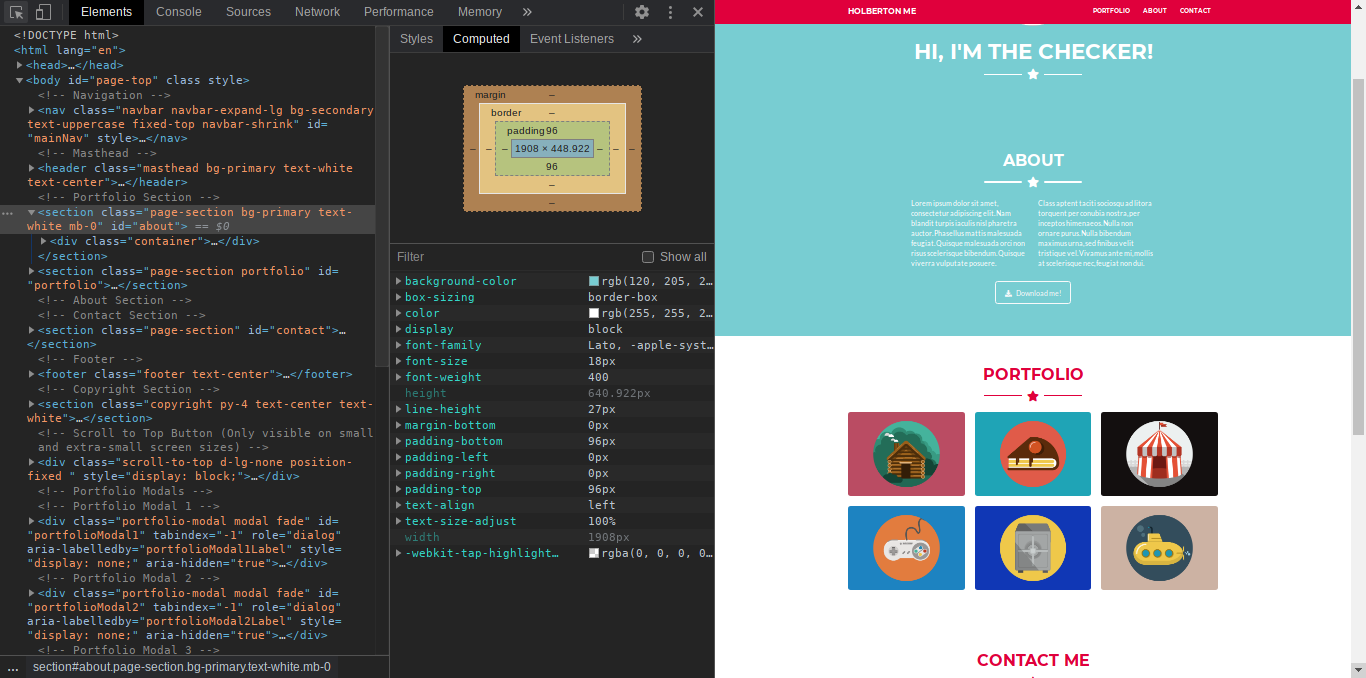 Elements Console Sources Network Performance Memory »
<!DOCTYPE html>
<html lang="en">
<head>…</head>
<body id="page-top" class style>
<!-- Navigation -->
<nav class="navbar navbar-expand-lg bg-secondary
text-uppercase fixed-top navbar-shrink" id=
"mainNav" style>…</nav>
<!-- Masthead -->
<header class="masthead bg-primary text-white
text-center">…</header>
<!-- Portfolio Section -->
… <section class="page-section bg-primary text-
white mb-0" id="about"> == $0
<div class="container">…</div>
</section>
<section class="page-section portfolio" id=
"portfolio">…</section>
<!-- About Section -->
<!-- Contact Section -->
<section class="page-section" id="contact">…
</section>
<!-- Footer -->
<footer class="footer text-center">…</footer>
<!-- Copyright Section -->
<section class="copyright py-4 text-center text-
white">…</section>
<!-- Scroll to Top Button (Only visible on small
and extra-small screen sizes) -->
<div class="scroll-to-top d-lg-none position-
fixed " style="display: block;">…</div>
<!-- Portfolio Modals -->
<!-- Portfolio Modal 1 -->
<div class="portfolio-modal modal fade" id=
"portfolioModal1" tabindex="-1" role="dialog"
aria-labelledby="portfolioModal1Label" style=
"display: none;" aria-hidden="true">…</div>
<!-- Portfolio Modal 2 -->
<div class="portfolio-modal modal fade" id=
"portfolioModal2" tabindex="-1" role="dialog"
aria-labelledby="portfolioModal2Label" style=
"display: none;" aria-hidden="true">…</div>
<!-- Portfolio Modal 3 -->
… section#about.page-section.bg-primary.text-white.mb-0
Styles Computed Event Listeners »
margin –
border –
padding 96
– – – 1908 × 448.922 – – –
96
–
–
Filter Show all
background-color rgb(120, 205, 2…
box-sizing border-box
color rgb(255, 255, 2…
display block
font-family Lato, -apple-syst…
font-size 18px
font-weight 400
height 640.922px
line-height 27px
margin-bottom 0px
padding-bottom 96px
padding-left 0px
padding-right 0px
padding-top 96px
text-align left
text-size-adjust 100%
width 1908px
-webkit-tap-highlight… rgba(0, 0, 0, 0…
HOLBERTON ME PORTFOLIO ABOUT CONTACT
HI, I'M THE CHECKER!
ABOUT
Lorem ipsum dolor sit amet,
consectetur adipiscing elit. Nam
blandit turpis iaculis nisl pharetra
auctor. Phasellus mattis malesuada
feugiat. Quisque malesuada orci non
risus scelerisque bibendum. Quisque
viverra vulputate posuere.
Class aptent taciti sociosqu ad litora
torquent per conubia nostra, per
inceptos himenaeos. Nulla non
ornare purus. Nulla bibendum
maximus urna, sed finibus velit
tristique vel. Vivamus ante mi, mollis
at scelerisque nec, feugiat non dui.
Download me!
PORTFOLIO
CONTACT ME